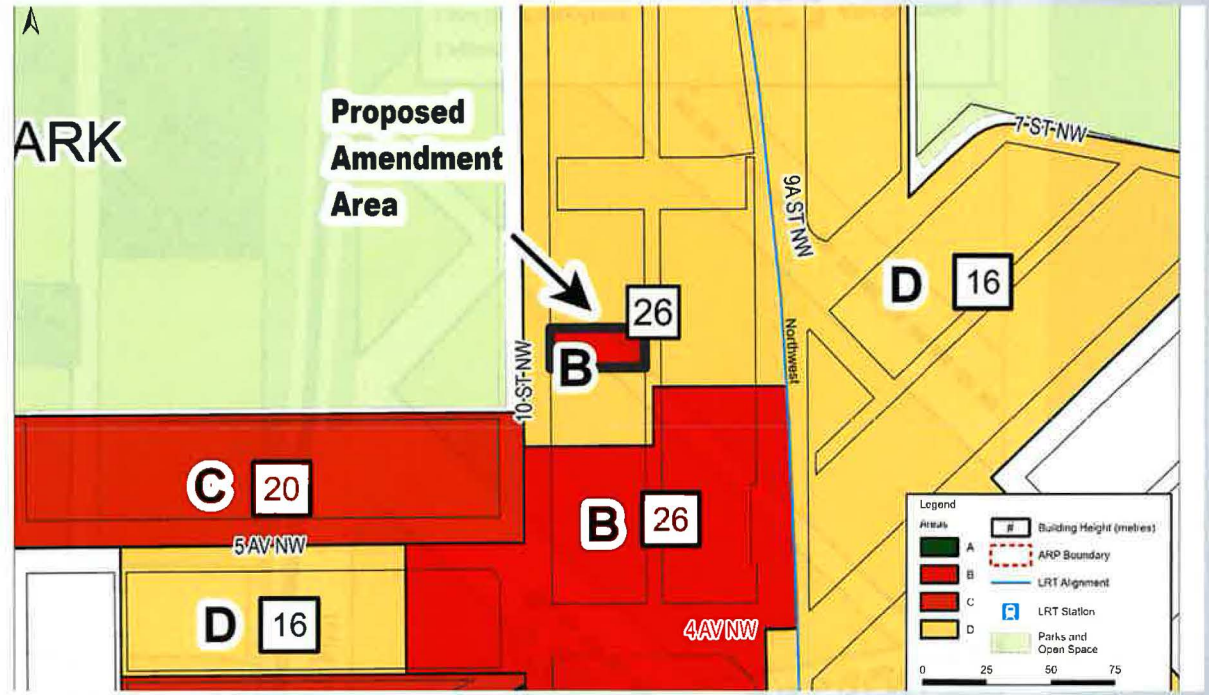 ARK
Proposed
Amendment
Area
7 ST NW
9A ST NW
D 16
26
B
10 ST NW
Northwest
C 20
B 26
5 AV NW
D 16
4 AV NW
Legend
Areas
A
B
C
D
# Building Height (metres)
ARP Boundary
LRT Alignment
LRT Station
Parks and
Open Space
0 25 50 75